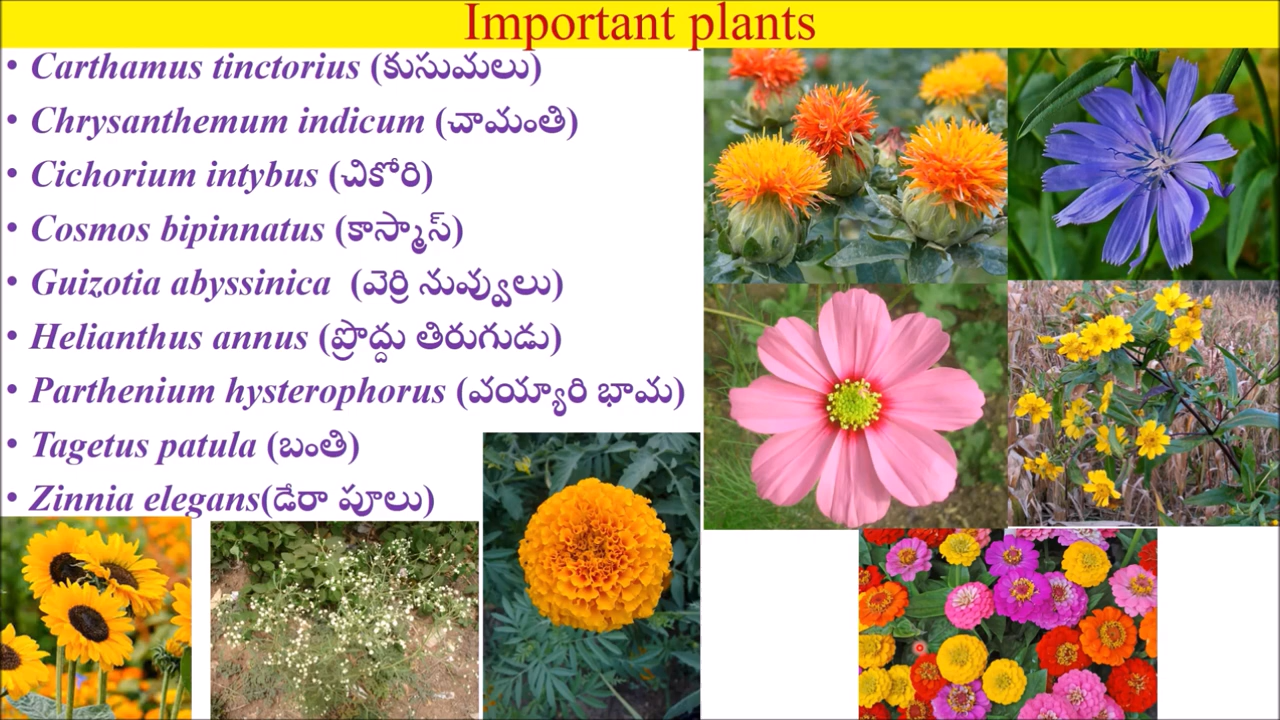 Important plants
• Carthamus tinctorius (కుసుమలు)
• Chrysanthemum indicum (చామంతి)
• Cichorium intybus (చికోరి)
• Cosmos bipinnatus (కాస్మాస్)
• Guizotia abyssinica (వెర్రి నువ్వులు)
• Helianthus annus (ప్రొద్దు తిరుగుడు)
• Parthenium hysterophorus (వయ్యారి భామ)
• Tagetus patula (బంతి)
• Zinnia elegans(డేరా పూలు)